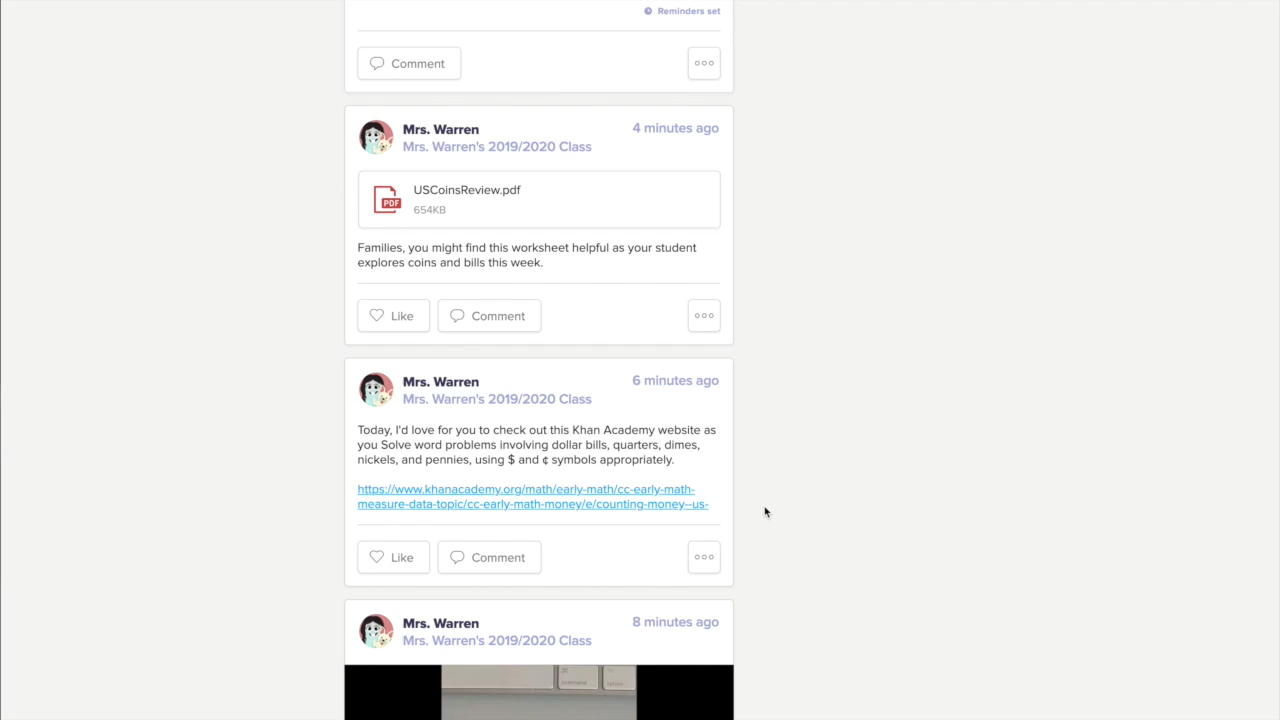 Reminders set
Comment
Mrs. Warren
4 minutes ago
Mrs. Warren's 2019/2020 Class
PDF
USCoinsReview.pdf
654KB
Families, you might find this worksheet helpful as your student
explores coins and bills this week.
Like
Comment
Mrs. Warren
6 minutes ago
Mrs. Warren's 2019/2020 Class
Today, I'd love for you to check out this Khan Academy website as
you Solve word problems involving dollar bills, quarters, dimes,
nickels, and pennies, using $ and ¢ symbols appropriately.
https://www.khanacademy.org/math/early-math/cc-early-math-
measure-data-topic/cc-early-math-money/e/counting-money--us-
Like
Comment
Mrs. Warren
8 minutes ago
Mrs. Warren's 2019/2020 Class
command
option